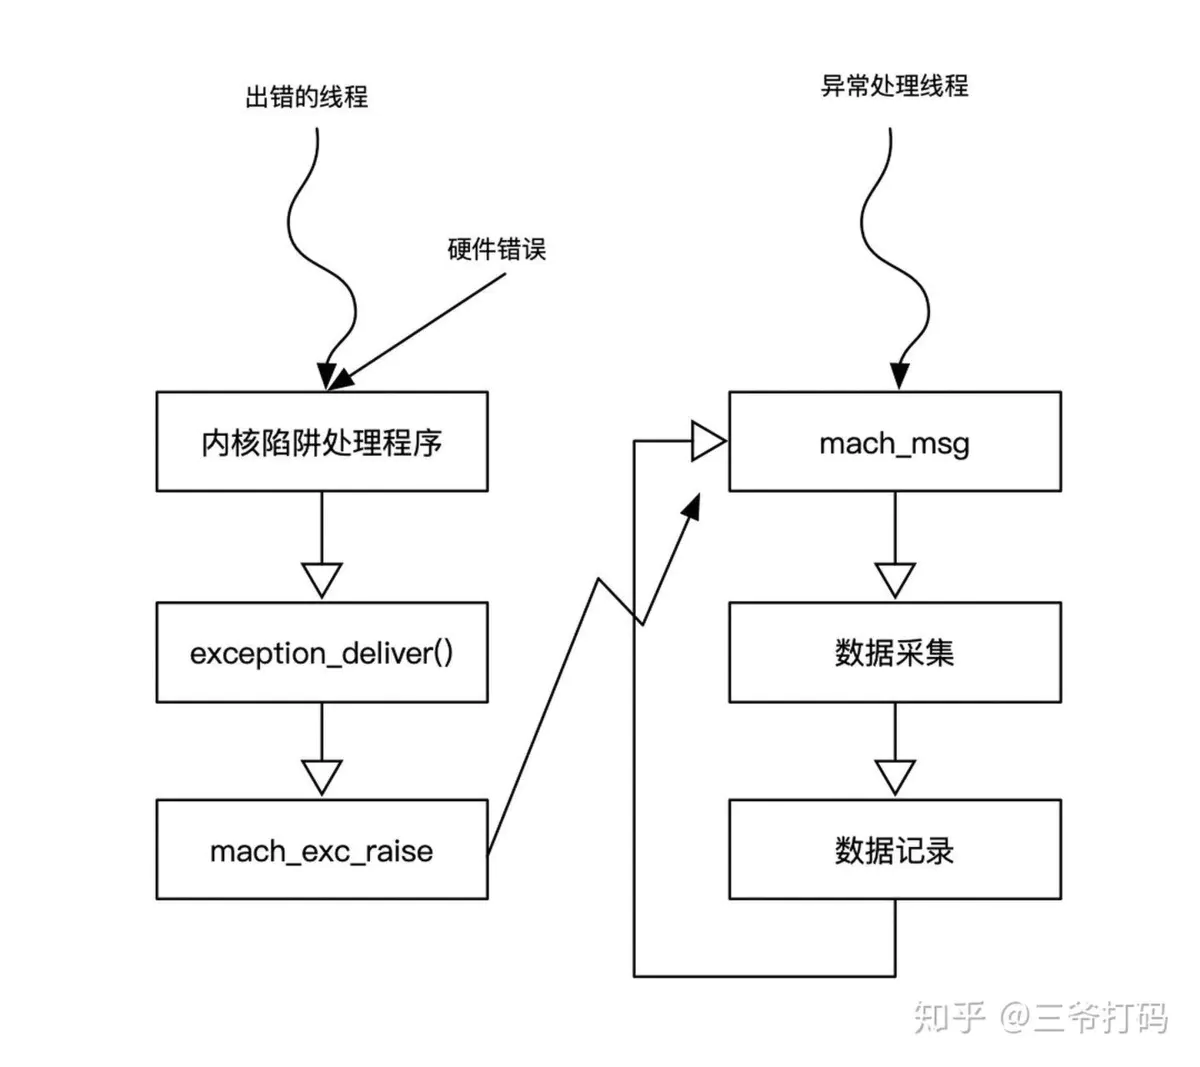 出错的线程
异常处理线程
硬件错误
内核陷阱处理程序
mach_msg
exception_deliver()
数据采集
mach_exc_raise
数据记录
知乎 @三爷打码